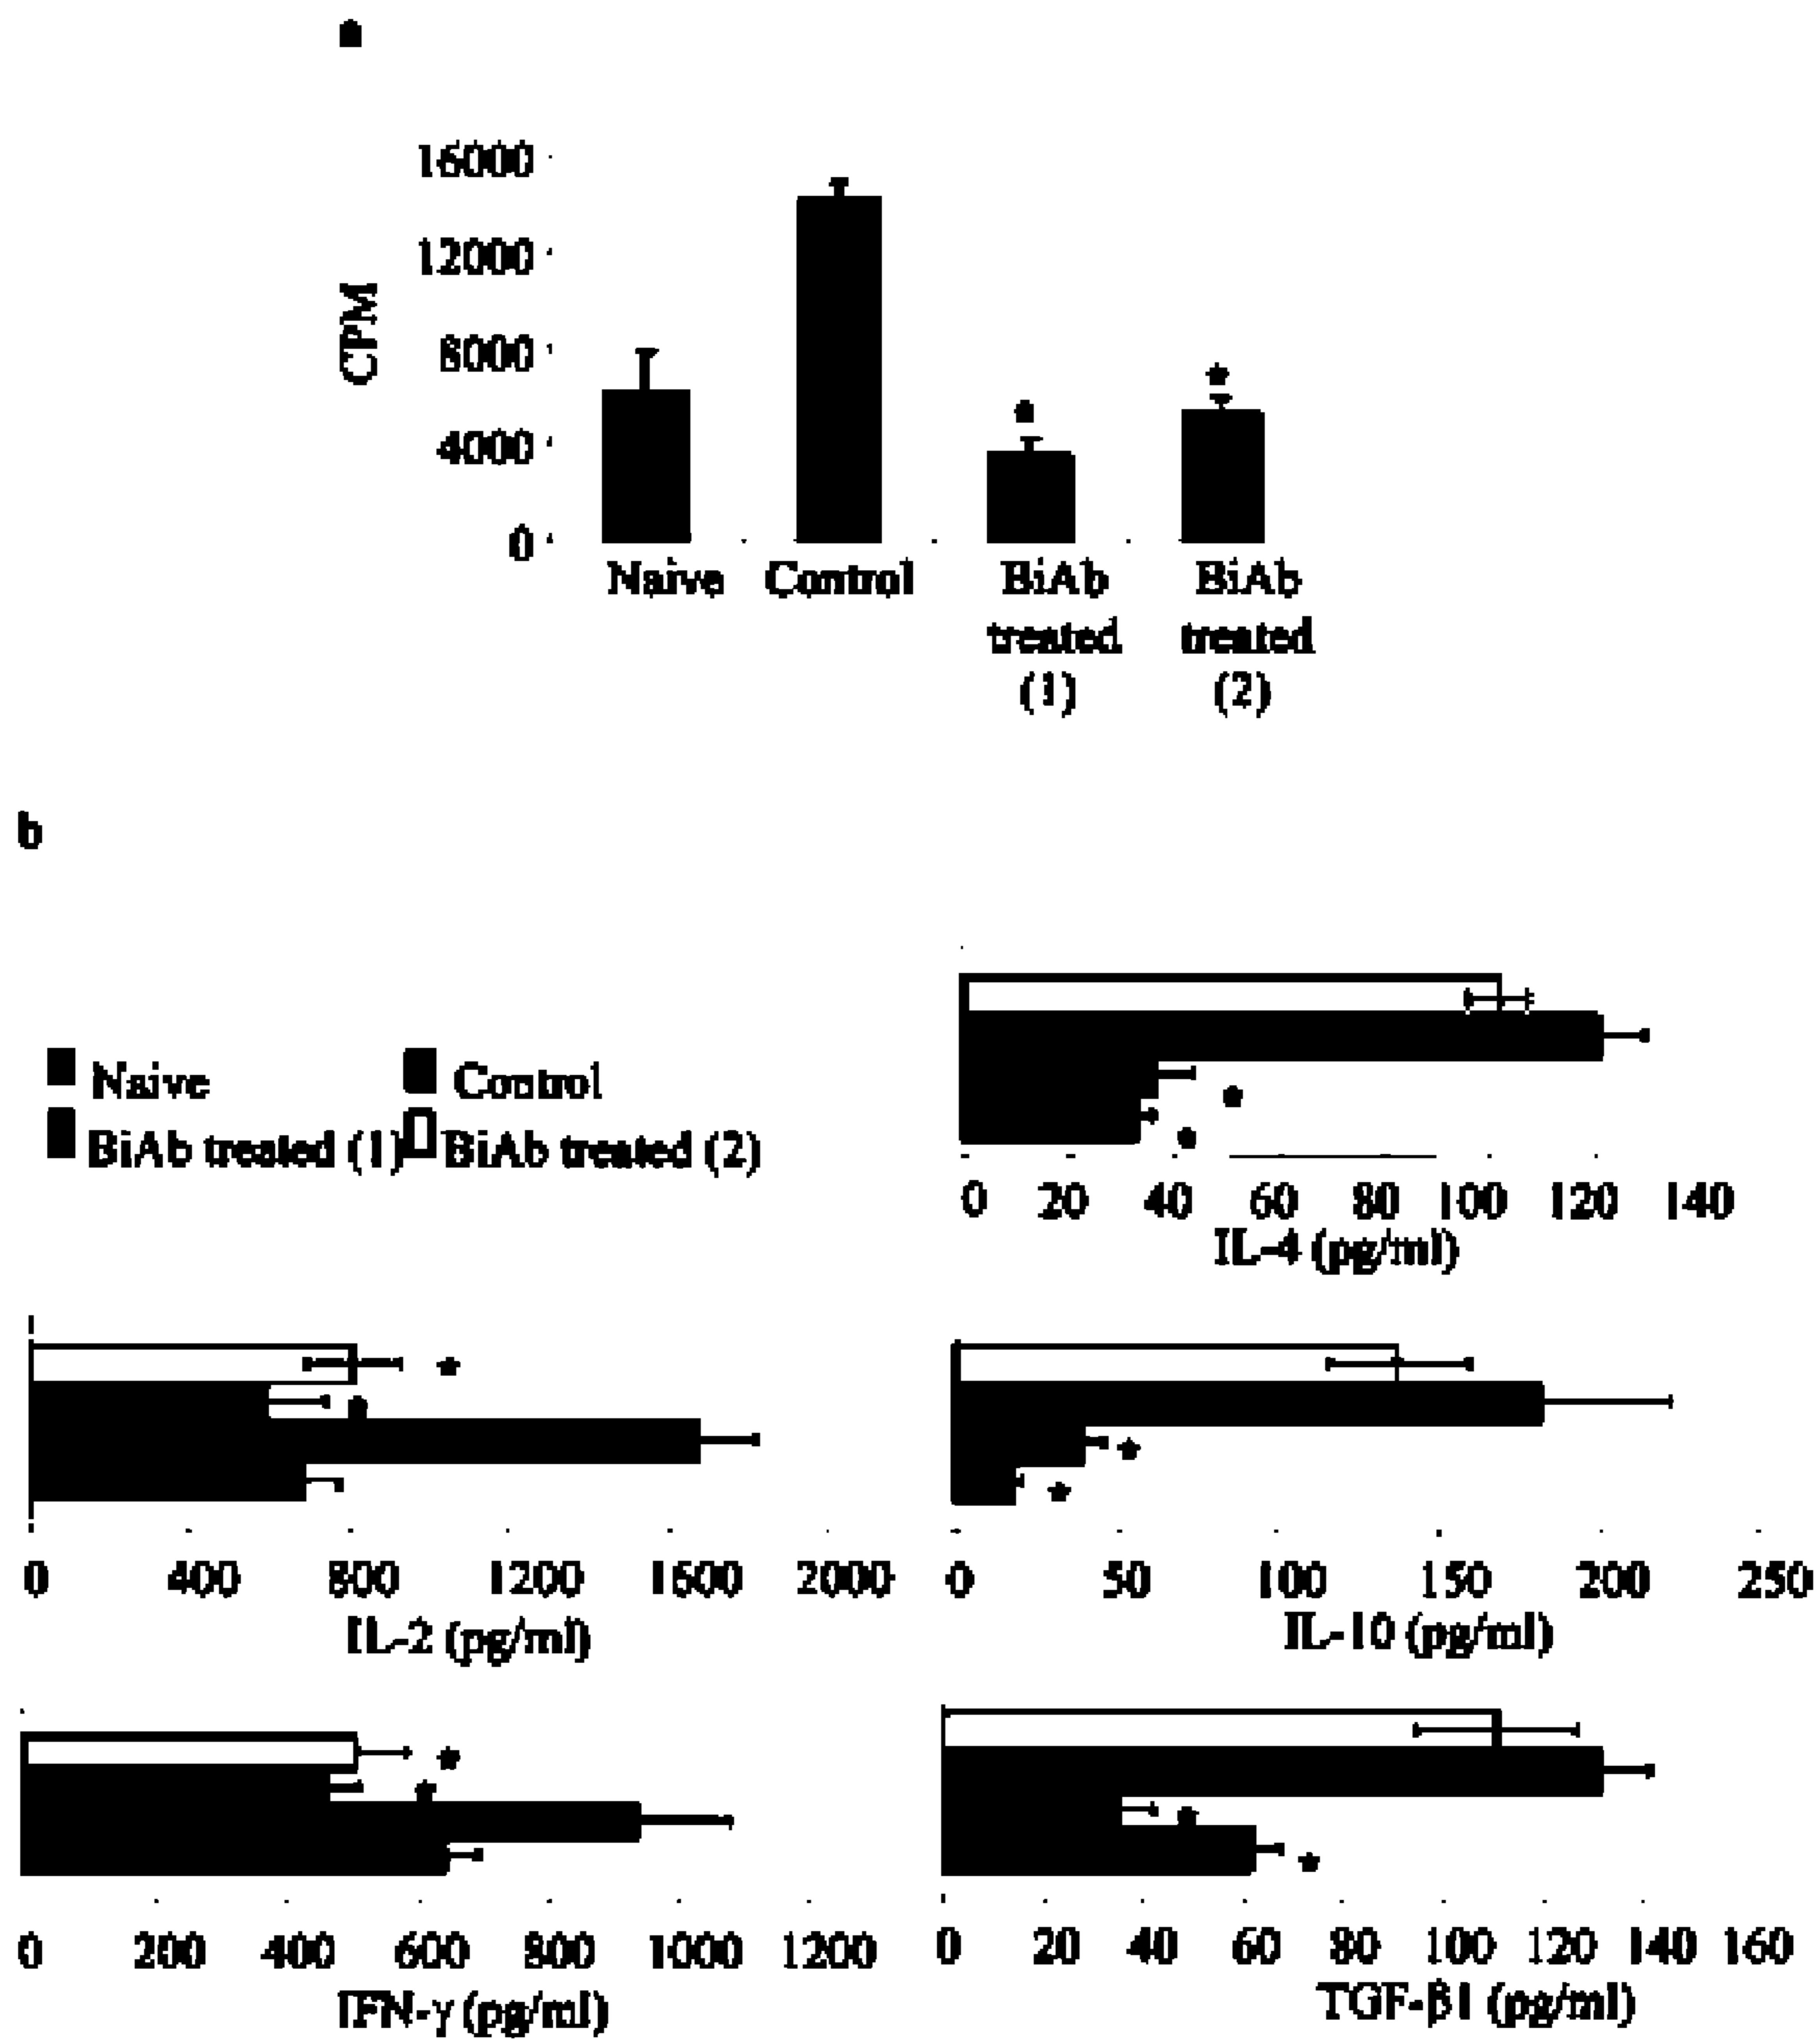 a
16000
12000
8000
4000
0
CPM
Naive Control BiAb treated (1) BiAb treated (2)
b
Naive Control
BiAb treated (1) BiAb treated (2)
0 20 40 60 80 100 120 140
IL-4 (pg/ml)
0 400 800 1200 1600 2000
IL-2 (pg/ml)
0 50 100 150 200 250
IL-10 (pg/ml)
0 200 400 600 800 1000 1200
IFN-γ (pg/ml)
0 20 40 60 80 100 120 140 160
TGF-β1 (pg/ml)